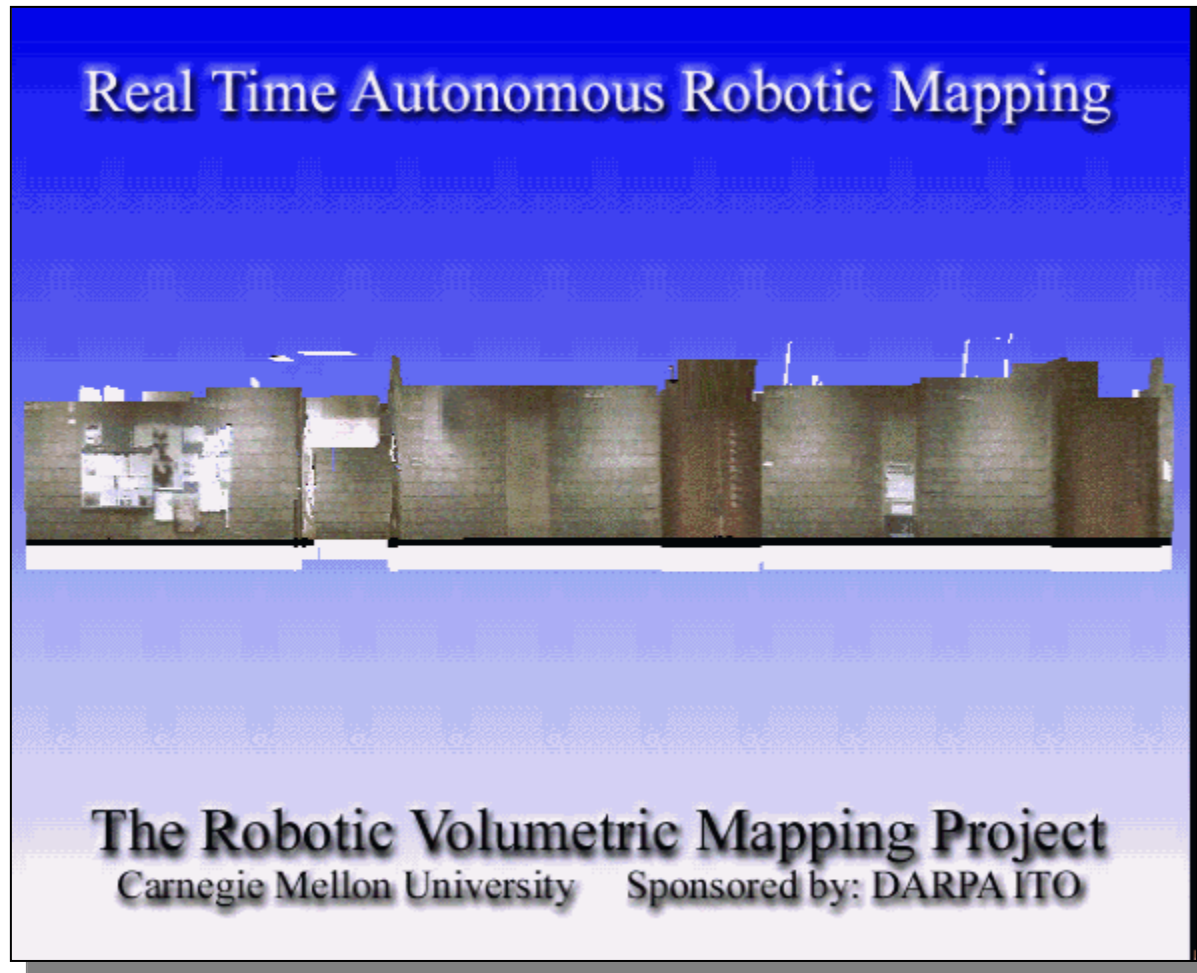 Real Time Autonomous Robotic Mapping
The Robotic Volumetric Mapping Project
Carnegie Mellon University Sponsored by: DARPA ITO